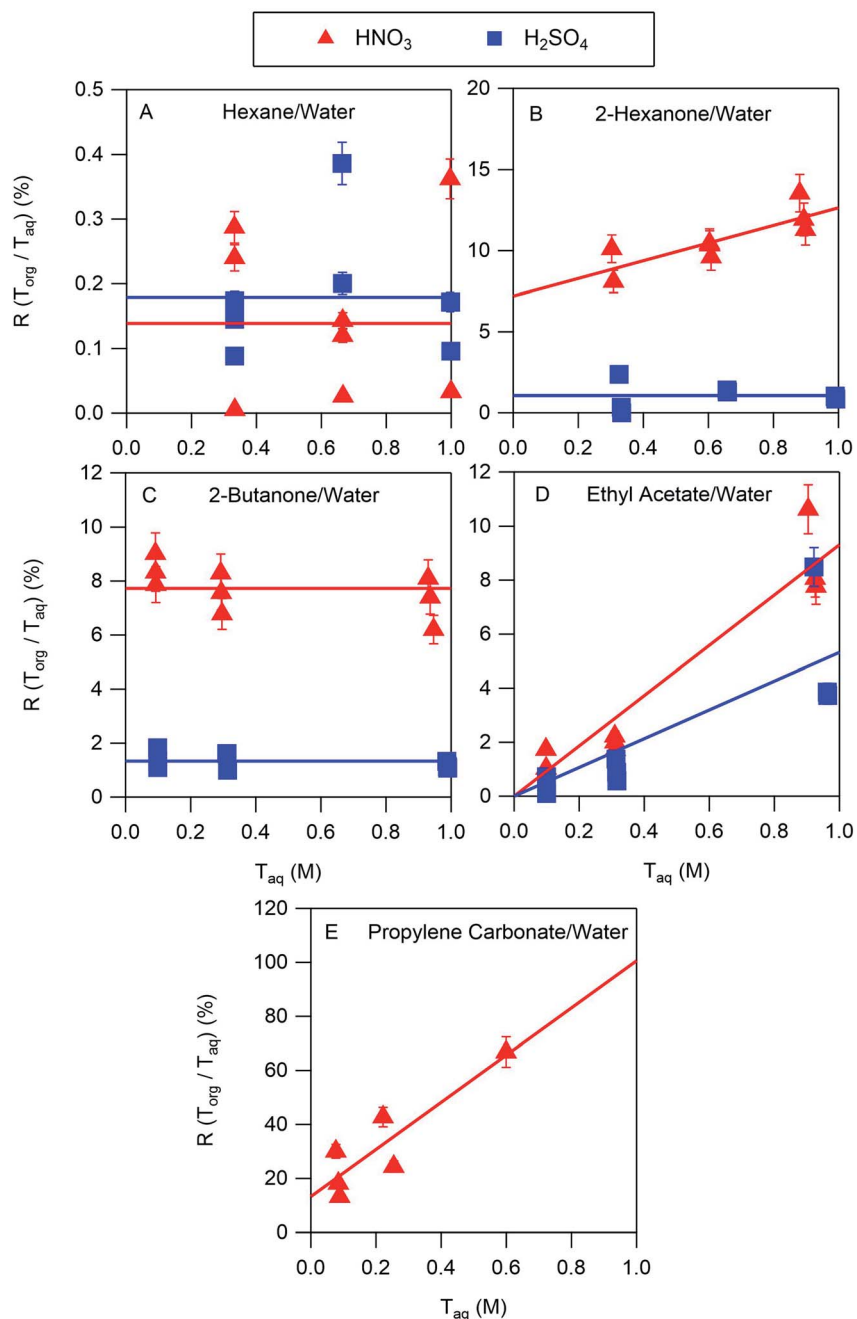 HNO3 H2SO4
A Hexane/Water
B 2-Hexanone/Water
0.5
0.4
0.3
0.2
0.1
0.0
R (Torg / Taq) (%)
0.0 0.2 0.4 0.6 0.8 1.0
20
15
10
5
0
0.0 0.2 0.4 0.6 0.8 1.0
C 2-Butanone/Water
D Ethyl Acetate/Water
12
10
8
6
4
2
0
R (Torg / Taq) (%)
0.0 0.2 0.4 0.6 0.8 1.0
Taq (M)
12
10
8
6
4
2
0
0.0 0.2 0.4 0.6 0.8 1.0
Taq (M)
E Propylene Carbonate/Water
120
100
80
60
40
20
0
R (Torg / Taq) (%)
0.0 0.2 0.4 0.6 0.8 1.0
Taq (M)